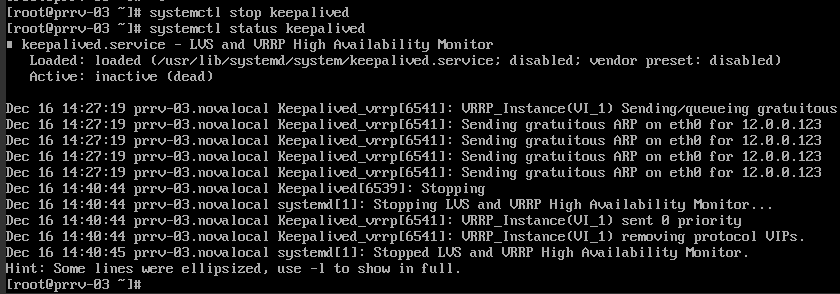 [root@prrv-03 ~]# systemctl stop keepalived
[root@prrv-03 ~]# systemctl status keepalived
keepalived.service - LVS and VRRP High Availability Monitor
Loaded: loaded (/usr/lib/systemd/system/keepalived.service; disabled; vendor preset: disabled)
Active: inactive (dead)
Dec 16 14:27:19 prrv-03.novalocal Keepalived_vrrp[6541]: VRRP_Instance(VI_1) Sending/queueing gratuitous
Dec 16 14:27:19 prrv-03.novalocal Keepalived_vrrp[6541]: Sending gratuitous ARP on eth0 for 12.0.0.123
Dec 16 14:27:19 prrv-03.novalocal Keepalived_vrrp[6541]: Sending gratuitous ARP on eth0 for 12.0.0.123
Dec 16 14:27:19 prrv-03.novalocal Keepalived_vrrp[6541]: Sending gratuitous ARP on eth0 for 12.0.0.123
Dec 16 14:27:19 prrv-03.novalocal Keepalived_vrrp[6541]: Sending gratuitous ARP on eth0 for 12.0.0.123
Dec 16 14:40:44 prrv-03.novalocal Keepalived[6539]: Stopping
Dec 16 14:40:44 prrv-03.novalocal systemd[1]: Stopping LVS and VRRP High Availability Monitor...
Dec 16 14:40:44 prrv-03.novalocal Keepalived_vrrp[6541]: VRRP_Instance(VI_1) sent 0 priority
Dec 16 14:40:44 prrv-03.novalocal Keepalived_vrrp[6541]: VRRP_Instance(VI_1) removing protocol VIPs.
Dec 16 14:40:45 prrv-03.novalocal systemd[1]: Stopped LVS and VRRP High Availability Monitor.
Hint: Some lines were ellipsized, use -l to show in full.
[root@prrv-03 ~]#